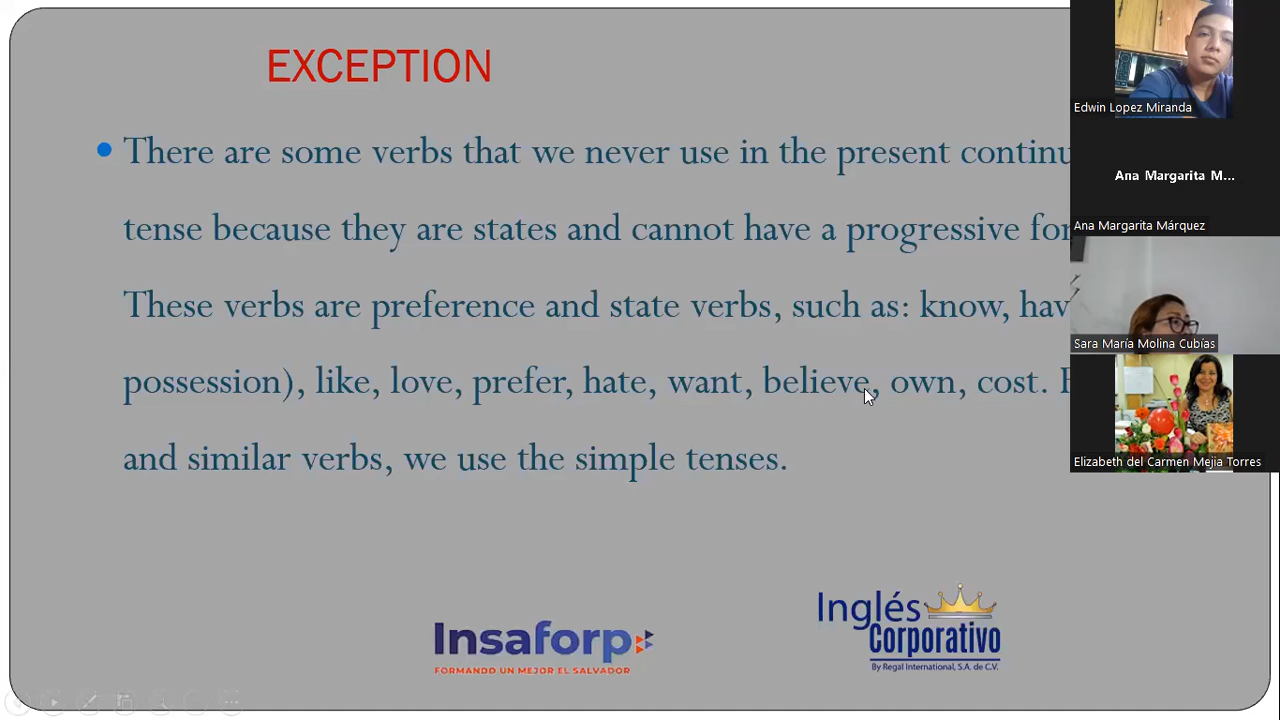 EXCEPTION
There are some verbs that we never use in the present continu
tense because they are states and cannot have a progressive for
These verbs are preference and state verbs, such as: know, hav
possession), like, love, prefer, hate, want, believe, own, cost.
and similar verbs, we use the simple tenses.
Insaforp
FORMANDO UN MEJOR EL SALVADOR
Inglés
Corporativo
By Regal International, S.A. de C.V.
Edwin Lopez Miranda
Ana Margarita M...
Ana Margarita Márquez
Sara María Molina Cubías
Elizabeth del Carmen Mejia Torres